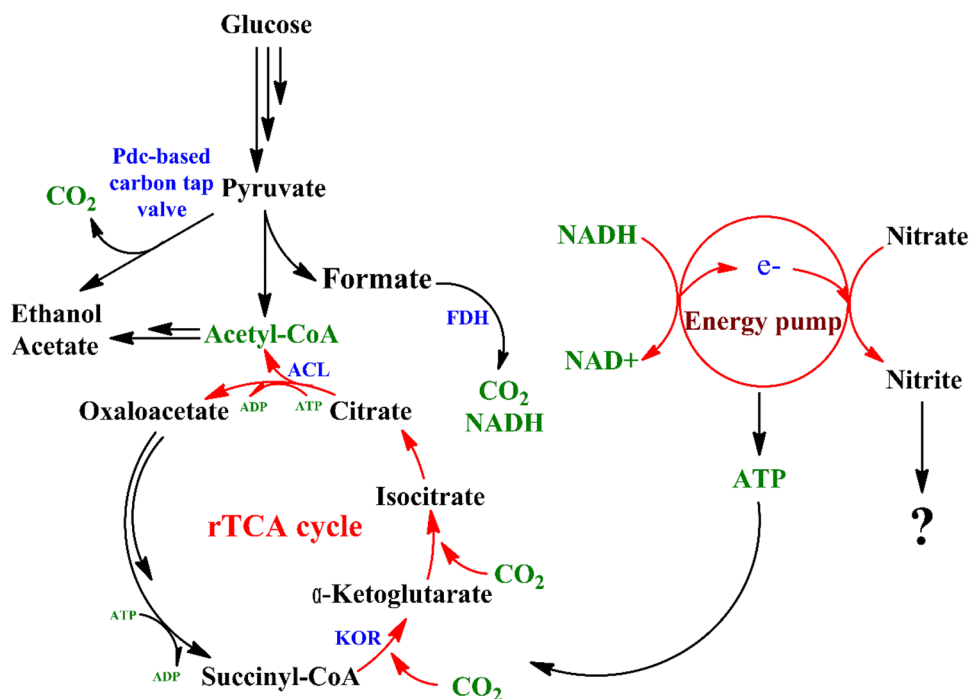 Glucose
Pdc-based
carbon tap
valve
CO2
Pyruvate
Formate
FDH
Ethanol
Acetate
Acetyl-CoA
CO2
NADH
ACL
ADP
ATP
Oxaloacetate
Citrate
Isocitrate
rTCA cycle
CO2
α-Ketoglutarate
ATP
ADP
KOR
Succinyl-CoA
CO2
NADH
e-
Nitrate
Energy pump
NAD+
Nitrite
ATP
?